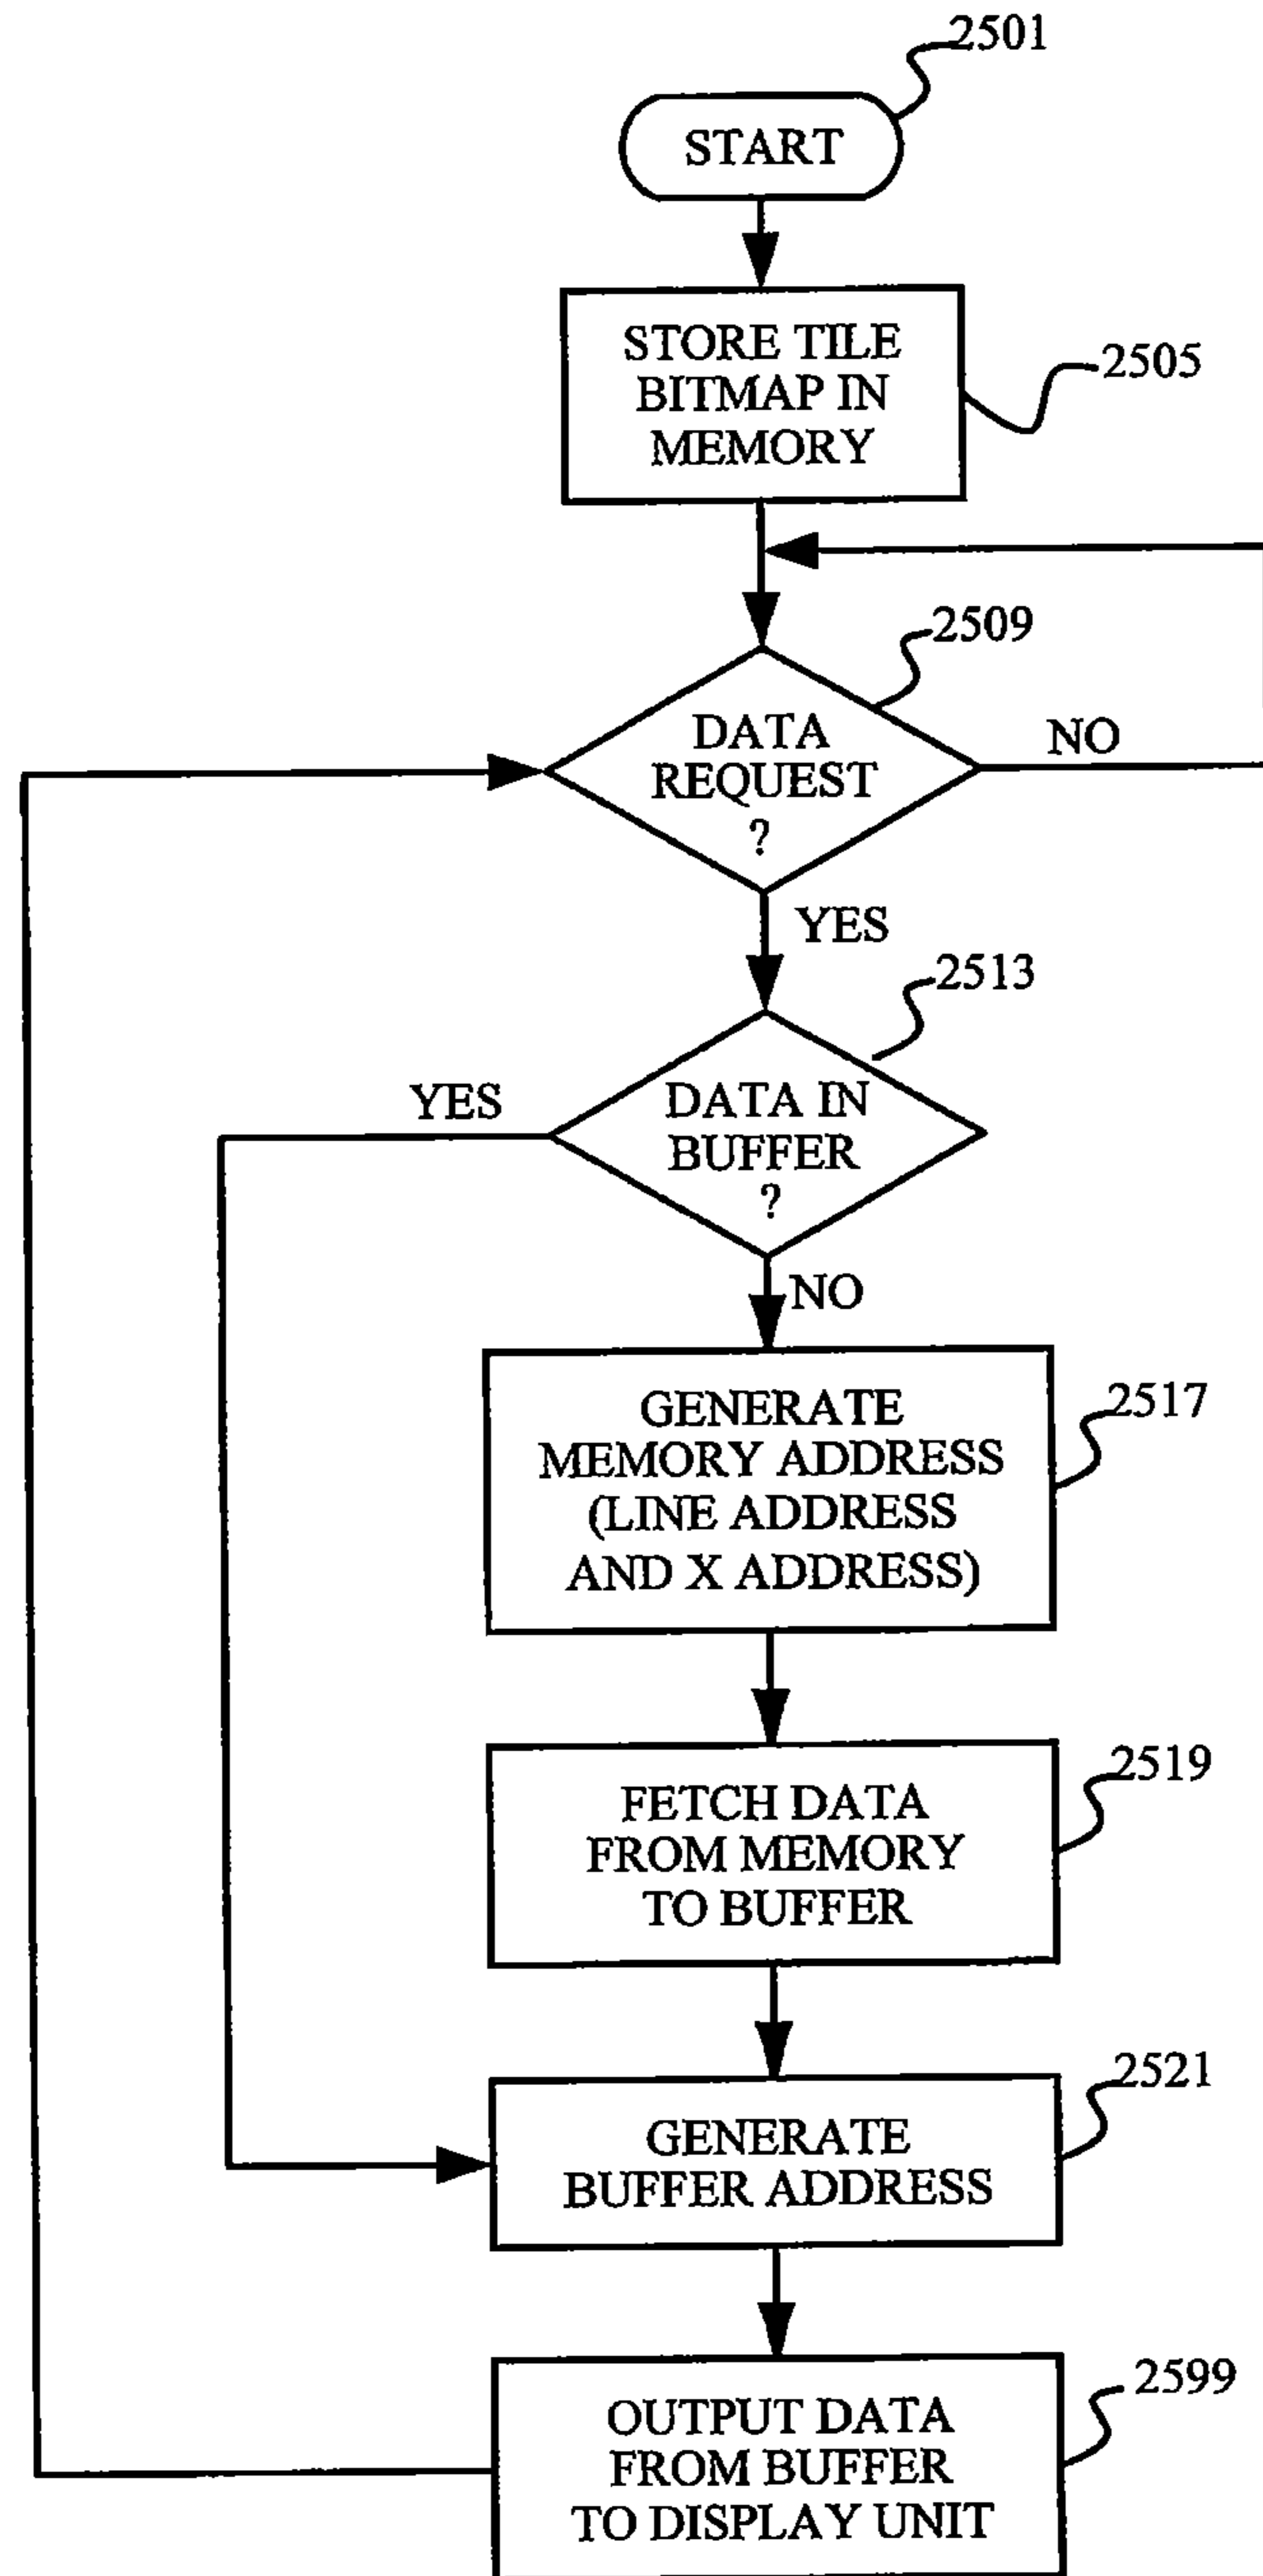 2501
START
STORE TILE
BITMAP IN
MEMORY
2505
2509
DATA
REQUEST
?
NO
YES
2513
YES
DATA IN
BUFFER
?
NO
GENERATE
MEMORY ADDRESS
(LINE ADDRESS
AND X ADDRESS)
2517
FETCH DATA
FROM MEMORY
TO BUFFER
2519
GENERATE
BUFFER ADDRESS
2521
OUTPUT DATA
FROM BUFFER
TO DISPLAY UNIT
2599